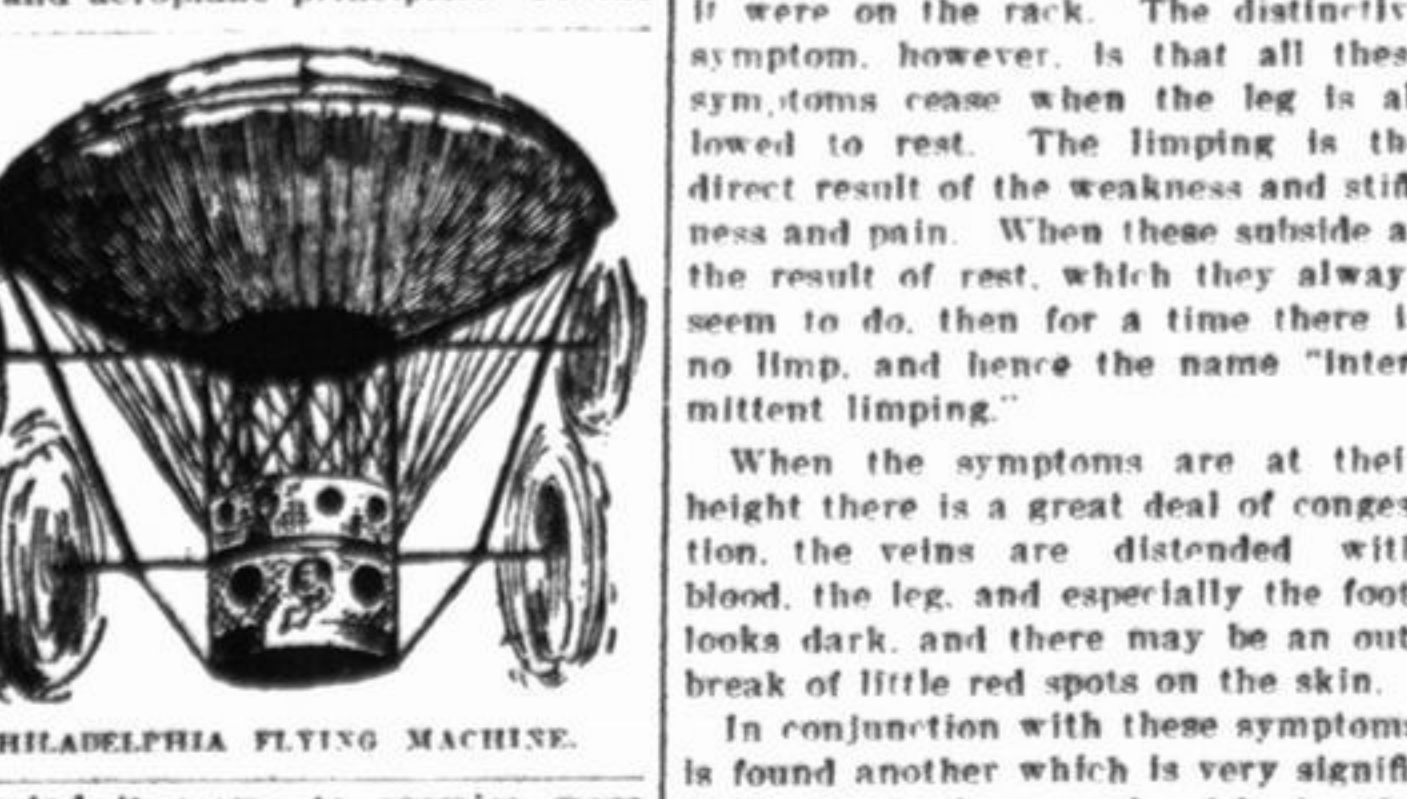 and aeroplane
HILADELPHIA FLYING MACHINE.
it were on the rack. The distinctiv
symptom, however, is that all thes
symptoms cease when the leg is al
lowed to rest. The limping is th
direct result of the weakness and stiff
ness and pain. When these subside a
the result of rest, which they alway
seem to do, then for a time there i
no limp, and hence the name "inter
mittent limping."
When the symptoms are at thei
height there is a great deal of conges
tion, the veins are distended with
blood, the leg, and especially the foot
looks dark, and there may be an out
break of little red spots on the skin.
In conjunction with these symptoms
is found another which is very signifi